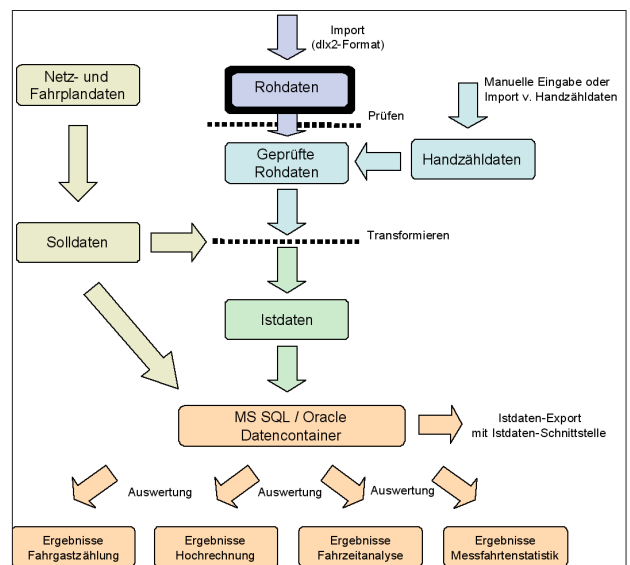 Import
(dlx2-Format)
Netz- und
Fahrplandaten
Rohdaten
Manuelle Eingabe oder
Import v. Handzähldaten
Prüfen
Geprüfte
Rohdaten
Handzähldaten
Solldaten
Transformieren
Istdaten
MS SQL / Oracle
Datencontainer
Istdaten-Export
mit Istdaten-Schnittstelle
Auswertung
Auswertung
Auswertung
Ergebnisse
Fahrgastzählung
Ergebnisse
Hochrechnung
Ergebnisse
Fahrzeitanalyse
Ergebnisse
Messfahrtenstatistik